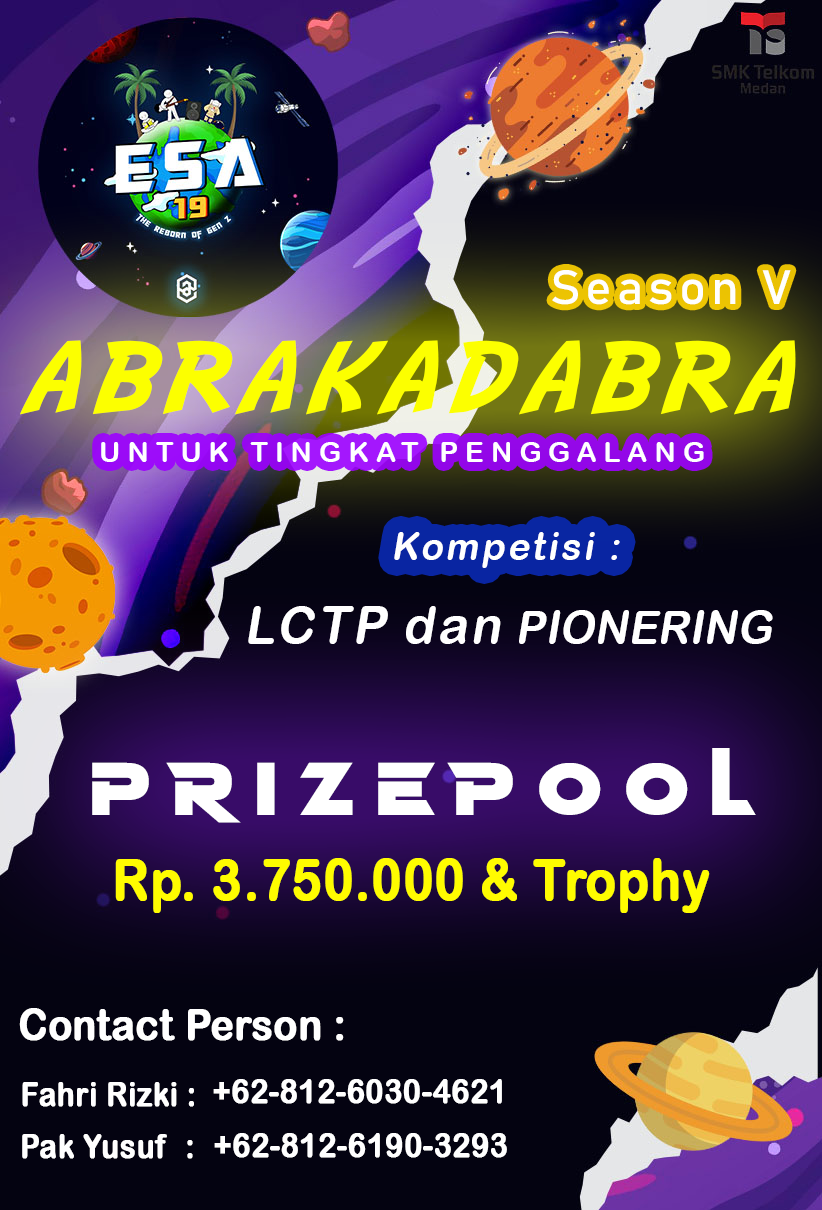 SMK Telkom
Medan
ESA
19
THE REBORN OF GEN Z
Season V
ABRAKADABRA
UNTUK TINGKAT PENGGALANG
Kompetisi :
LCTP dan PIONERING
PRIZEPOOL
Rp. 3.750.000 & Trophy
Contact Person :
Fahri Rizki : +62-812-6030-4621
Pak Yusuf : +62-812-6190-3293